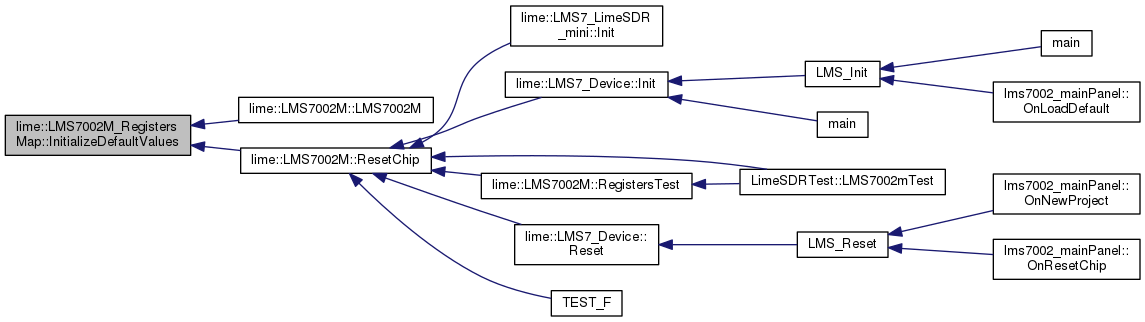 lime::LMS7002M_Registers
Map::InitializeDefaultValues
lime::LMS7002M::LMS7002M
lime::LMS7002M::ResetChip
lime::LMS7_LimeSDR
_mini::Init
lime::LMS7_Device::Init
LMS_Init
main
lms7002_mainPanel::
OnLoadDefault
main
LimeSDRTest::LMS7002mTest
lime::LMS7002M::RegistersTest
lime::LMS7_Device::
Reset
LMS_Reset
lms7002_mainPanel::
OnNewProject
lms7002_mainPanel::
OnResetChip
TEST_F